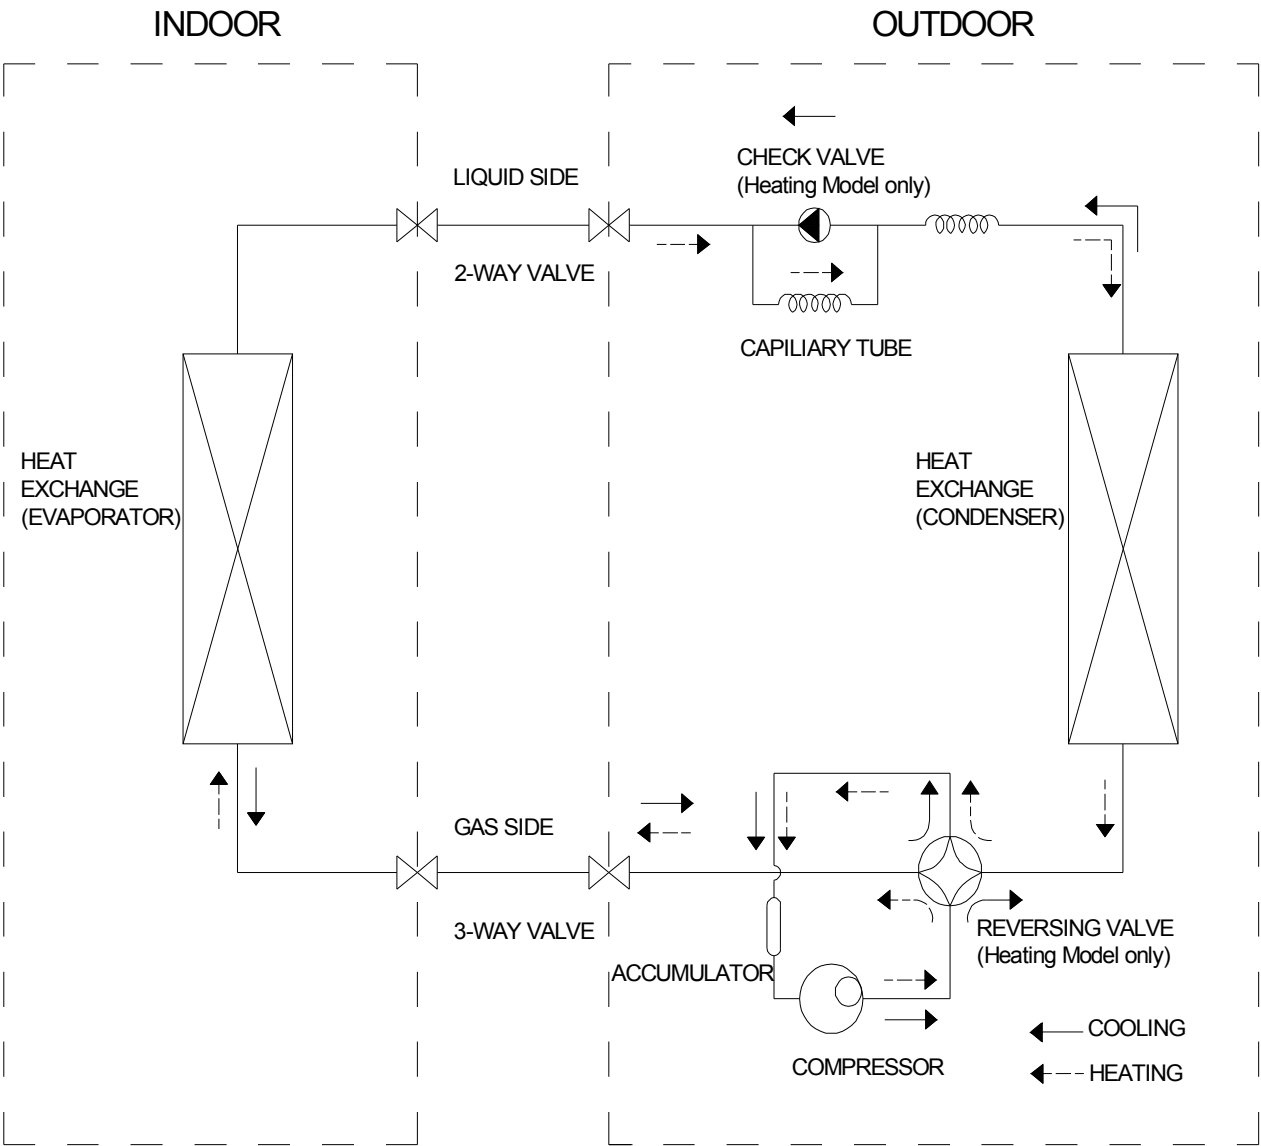 INDOOR
OUTDOOR
LIQUID SIDE
2-WAY VALVE
CHECK VALVE
(Heating Model only)
CAPILIARY TUBE
HEAT
EXCHANGE
(EVAPORATOR)
HEAT
EXCHANGE
(CONDENSER)
GAS SIDE
3-WAY VALVE
REVERSING VALVE
(Heating Model only)
ACCUMULATOR
COMPRESSOR
COOLING
HEATING